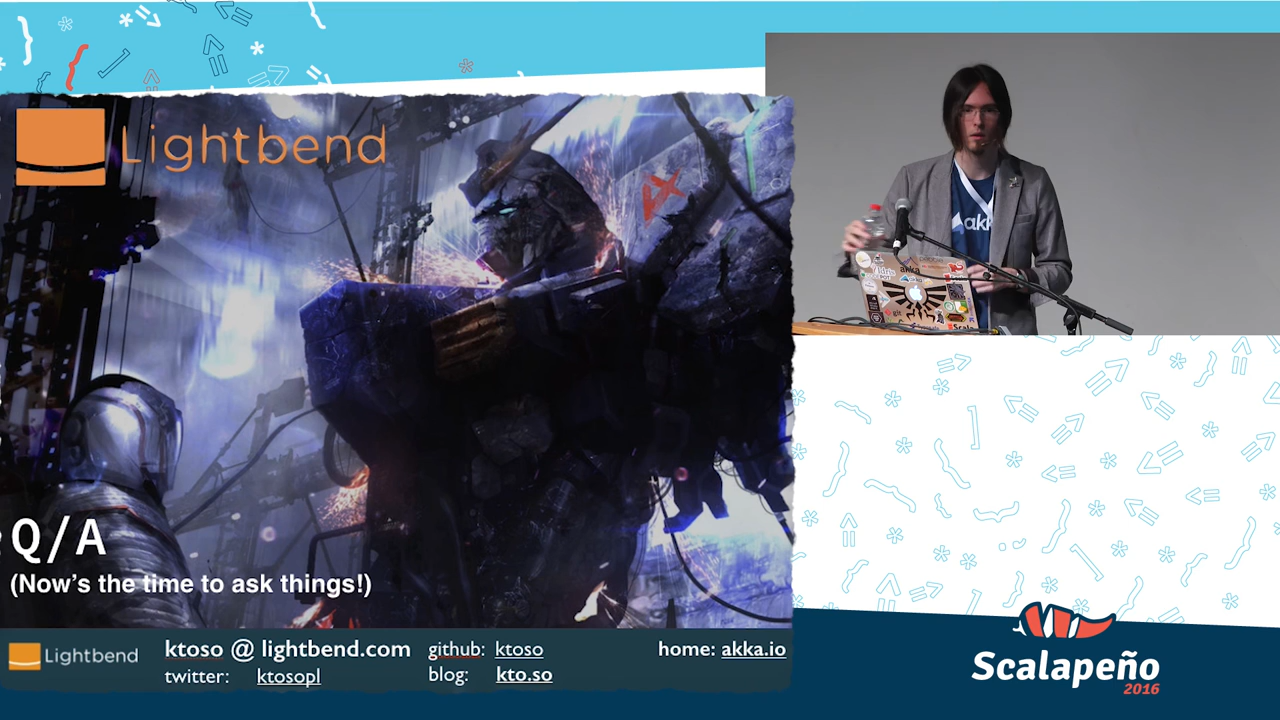 Lightbend
Q/A
(Now's the time to ask things!)
Lightbend
ktoso @ lightbend.com
twitter: ktosopl
github: ktoso
blog: kto.so
home: akka.io
akk
akka
Scalapeño
2016